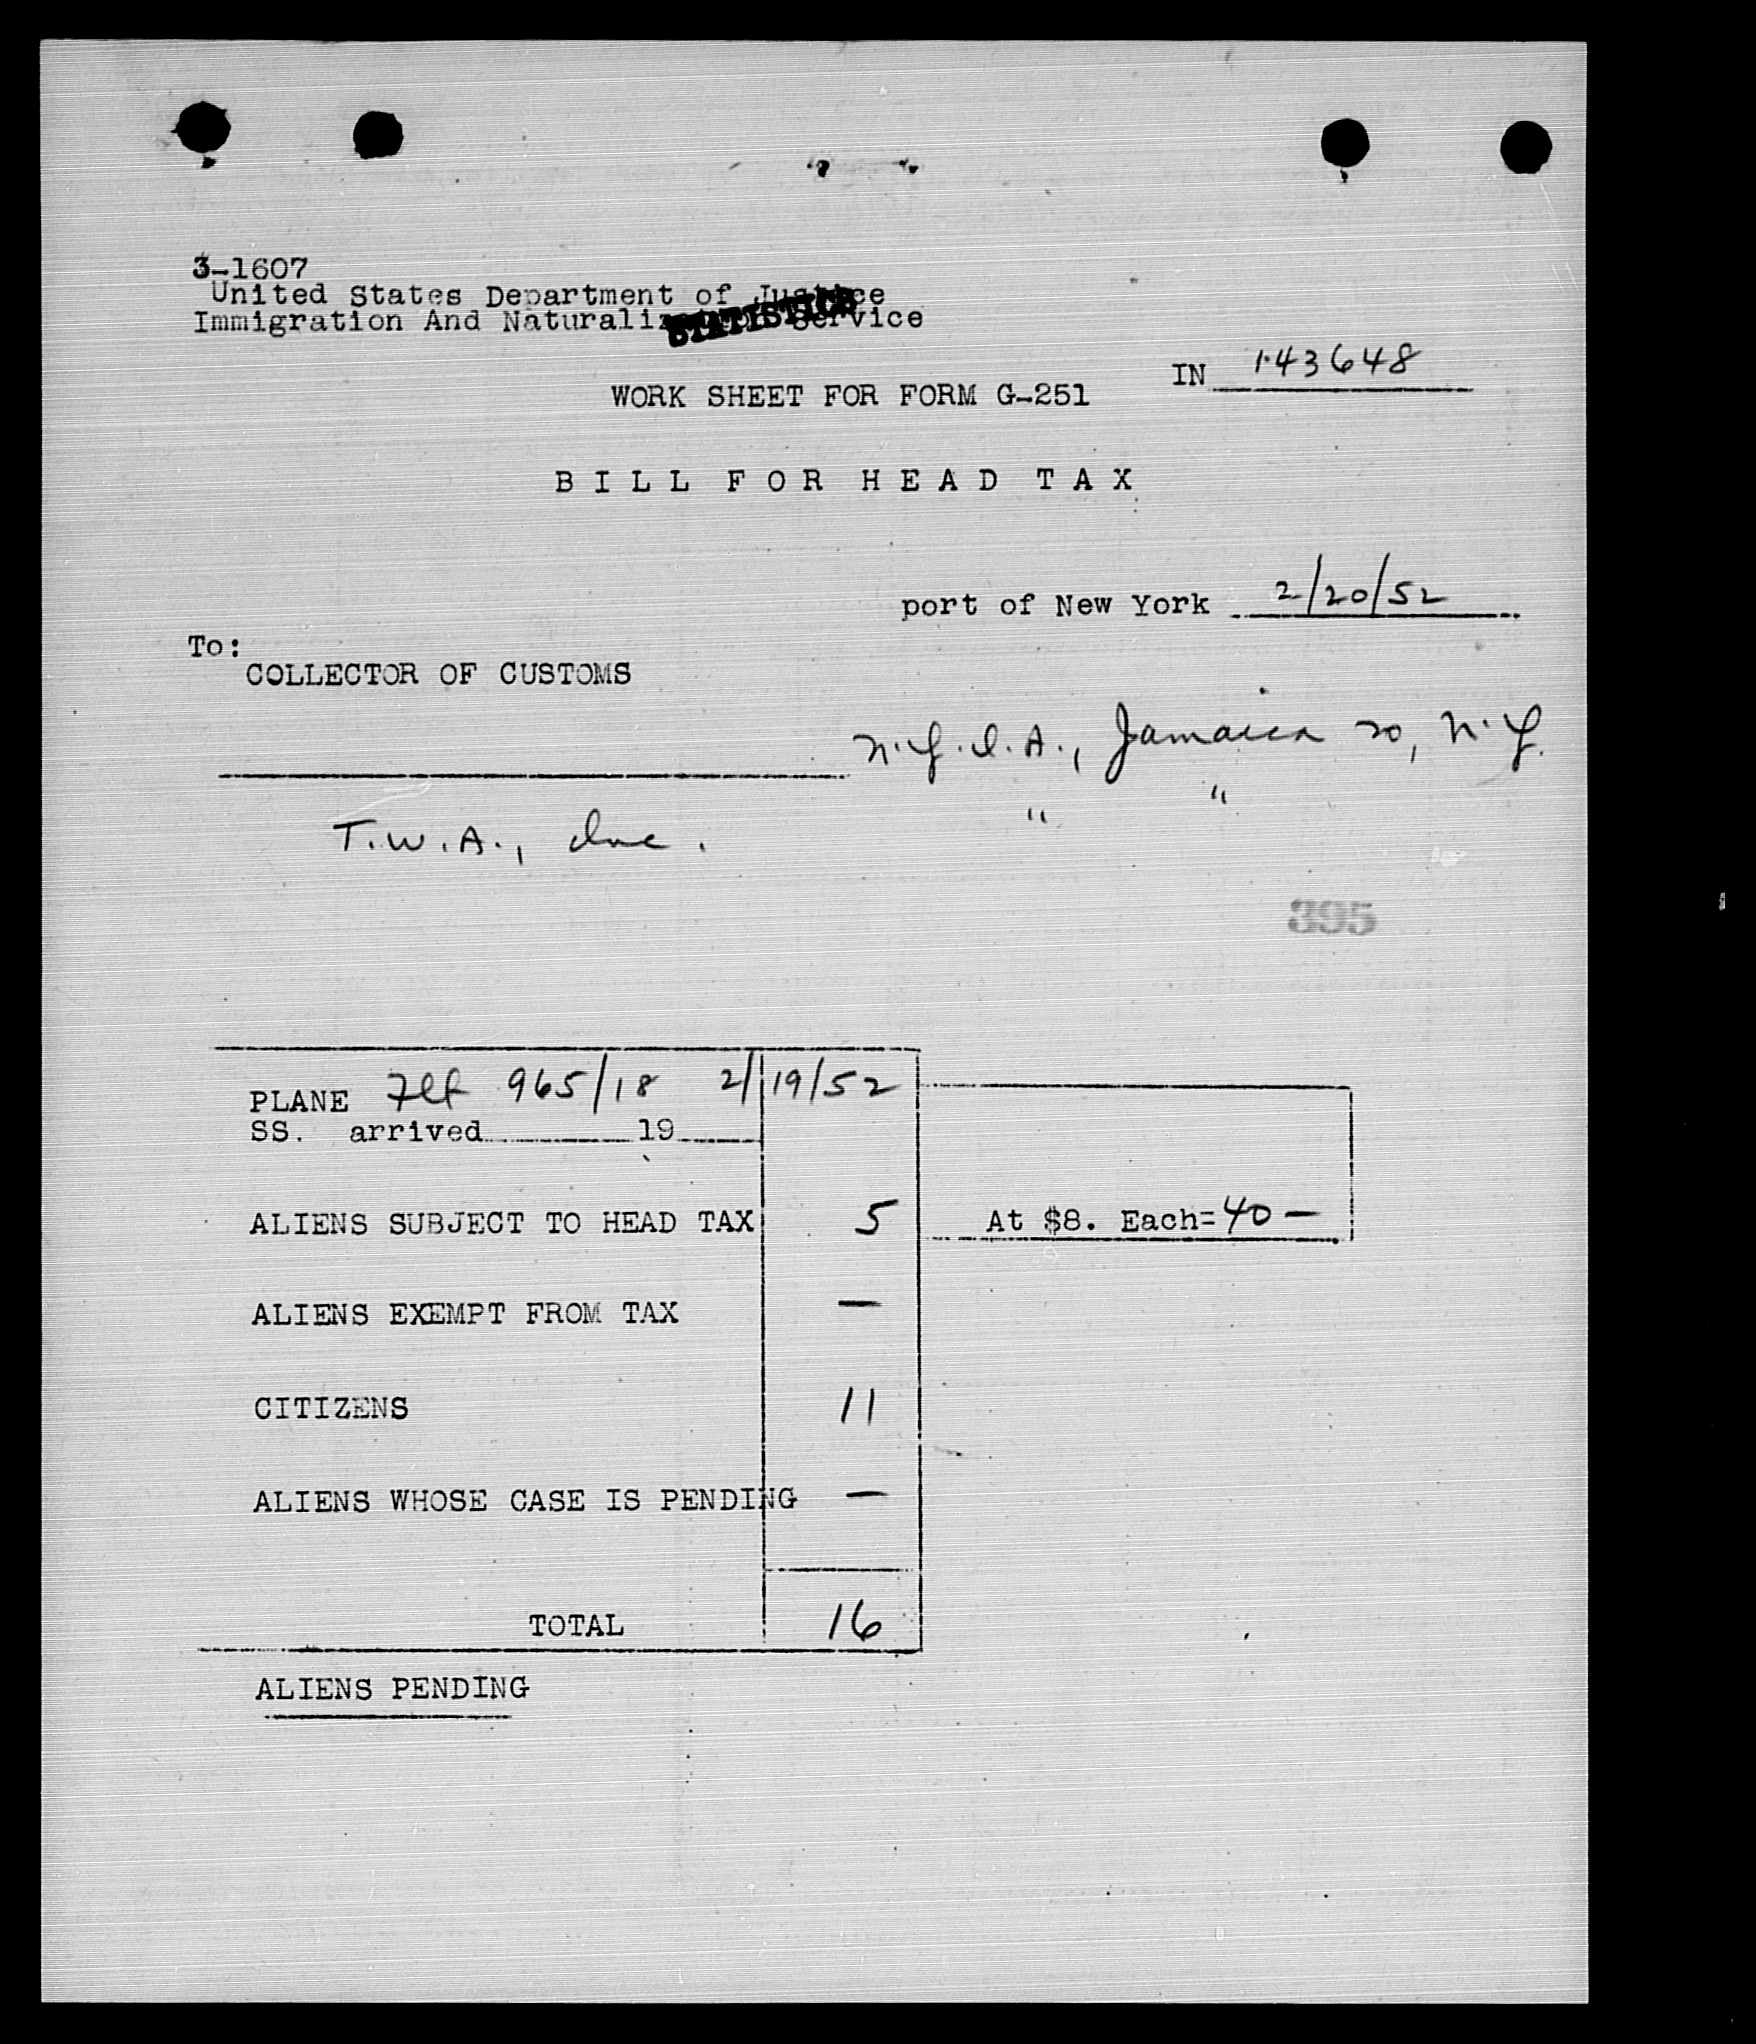 3-1607
United States Department of Justice
Immigration And Naturalization Service
STATISTICS
IN 143648
WORK SHEET FOR FORM G-251
BILL FOR HEAD TAX
port of New York 2/20/52
To:
COLLECTOR OF CUSTOMS
N.Y.I.A., Jamaica 20, N.Y.
T.W.A., Inc. " "
395
PLANE Flt 965/18 2/19/52
SS. arrived 19
ALIENS SUBJECT TO HEAD TAX 5 At $8. Each=40 —
ALIENS EXEMPT FROM TAX —
CITIZENS 11
ALIENS WHOSE CASE IS PENDING —
TOTAL 16
ALIENS PENDING